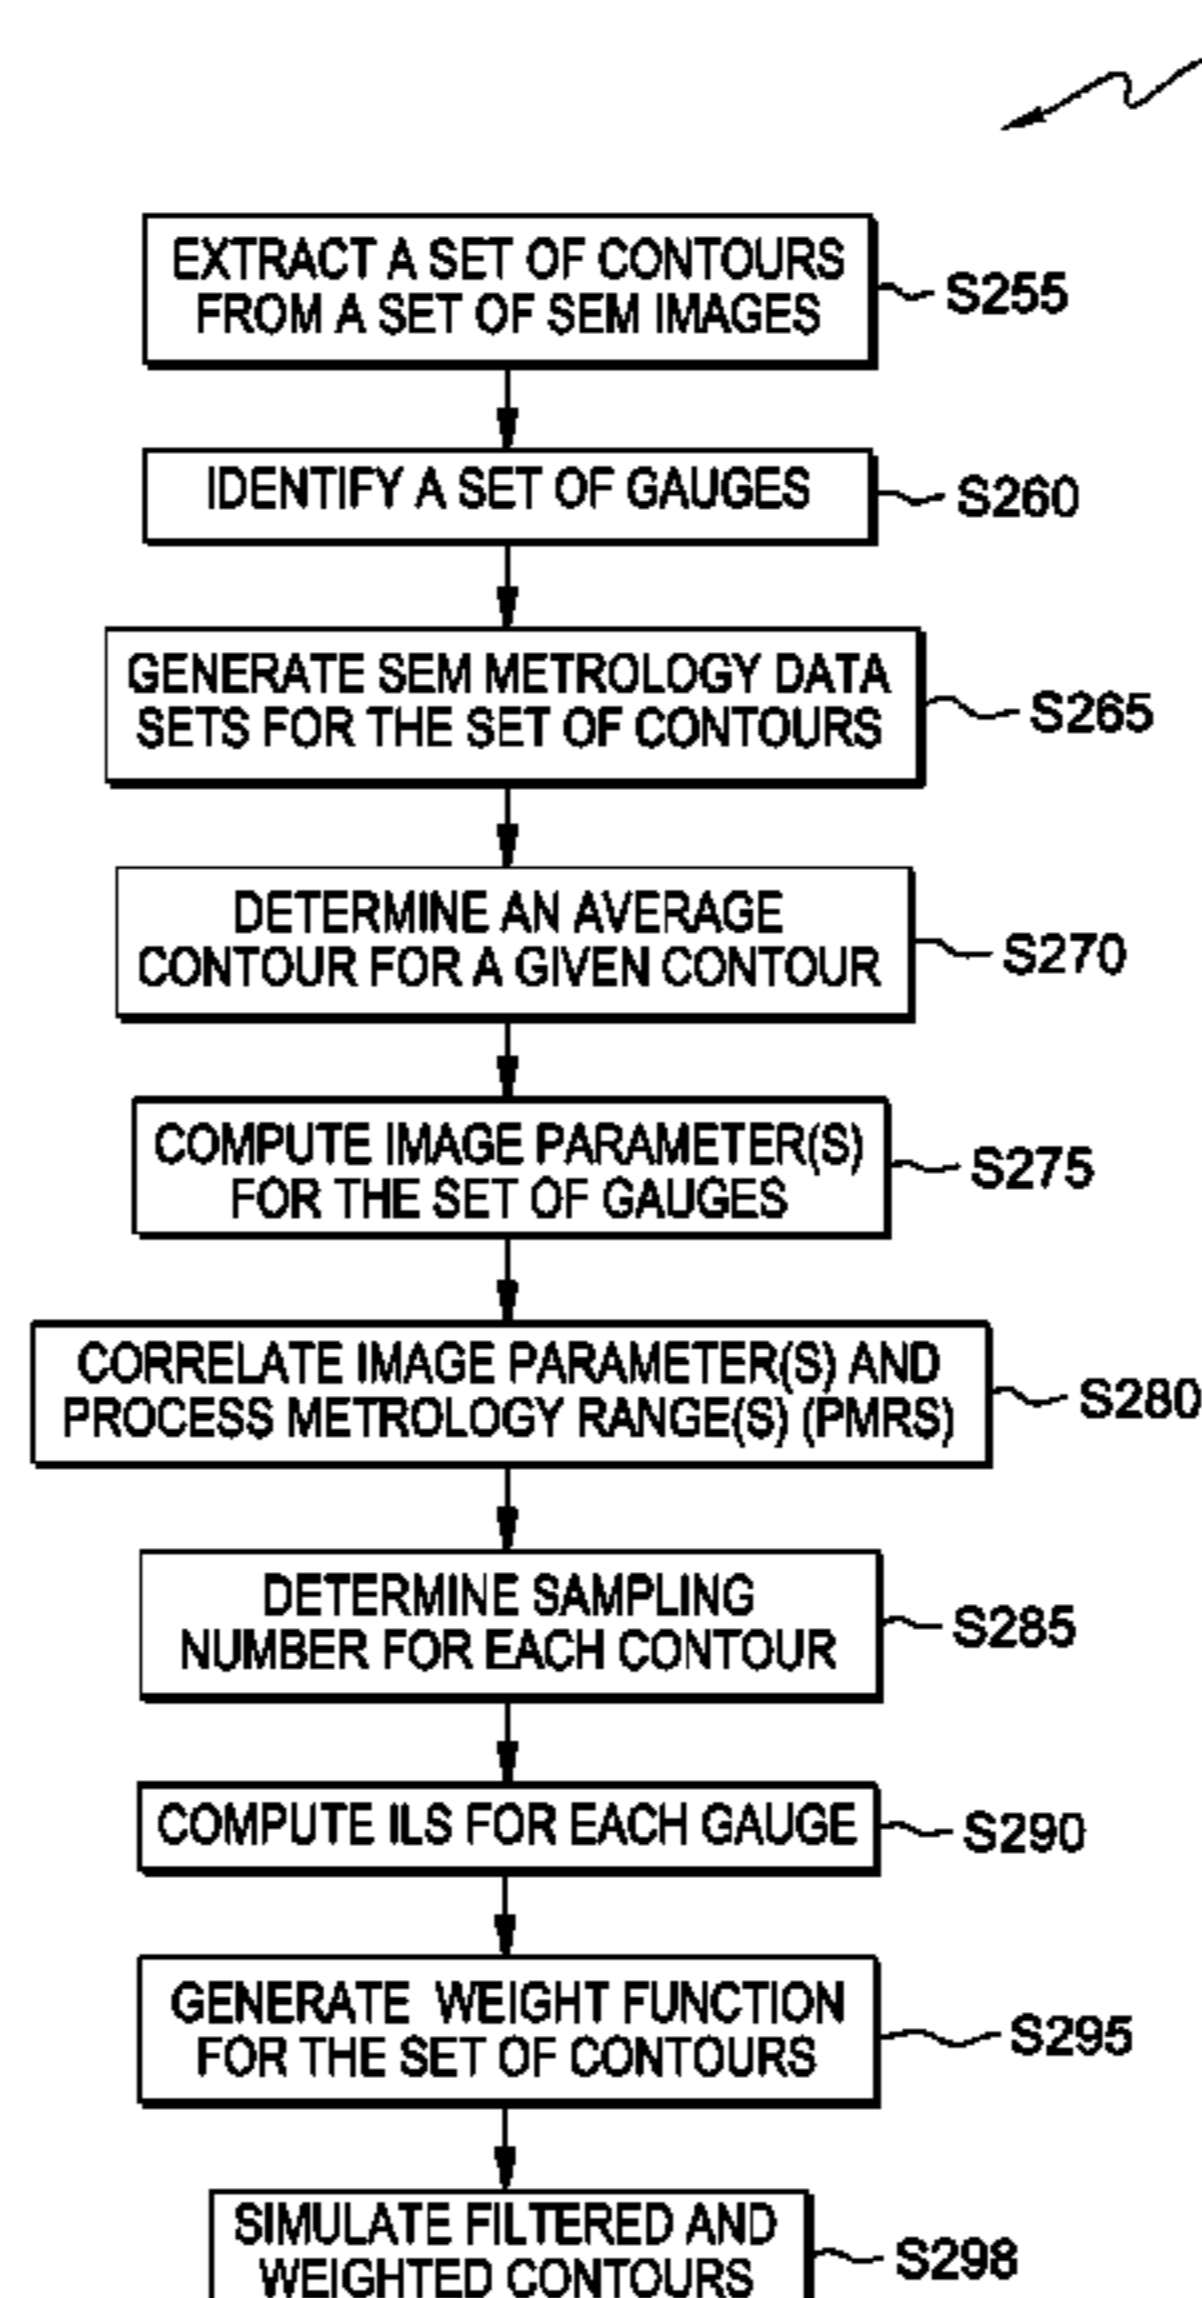 EXTRACT A SET OF CONTOURS
FROM A SET OF SEM IMAGES
S255
IDENTIFY A SET OF GAUGES
S260
GENERATE SEM METROLOGY DATA
SETS FOR THE SET OF CONTOURS
S265
DETERMINE AN AVERAGE
CONTOUR FOR A GIVEN CONTOUR
S270
COMPUTE IMAGE PARAMETER(S)
FOR THE SET OF GAUGES
S275
CORRELATE IMAGE PARAMETER(S) AND
PROCESS METROLOGY RANGE(S) (PMRS)
S280
DETERMINE SAMPLING
NUMBER FOR EACH CONTOUR
S285
COMPUTE ILS FOR EACH GAUGE
S290
GENERATE WEIGHT FUNCTION
FOR THE SET OF CONTOURS
S295
SIMULATE FILTERED AND
WEIGHTED CONTOURS
S298